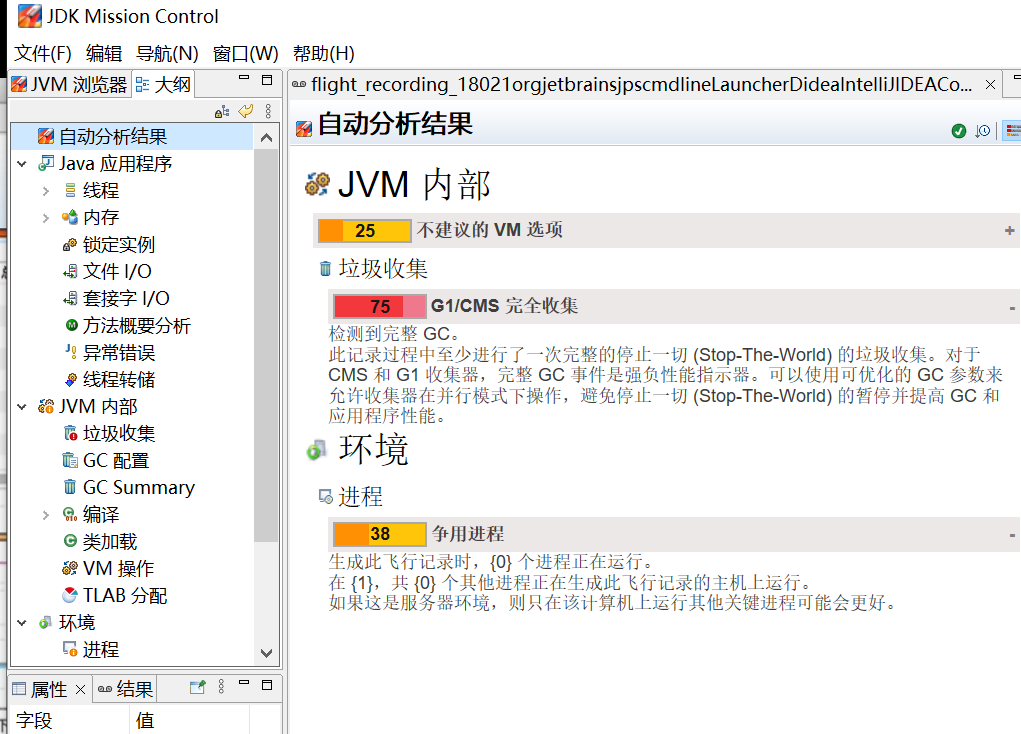 JDK Mission Control
文件(F) 编辑 导航(N) 窗口(W) 帮助(H)
JVM 浏览器 大纲
flight_recording_18021orgjetbrainsjpscmdlineLauncherDideaIntelliJIDEACo...
自动分析结果
Java 应用程序
线程
内存
锁定实例
文件 I/O
套接字 I/O
方法概要分析
异常错误
线程转储
JVM 内部
垃圾收集
GC 配置
GC Summary
编译
类加载
VM 操作
TLAB 分配
环境
进程
属性 结果
字段 值
自动分析结果
JVM 内部
25 不建议的 VM 选项 +
垃圾收集
75 G1/CMS 完全收集 -
检测到完整 GC。
此记录过程中至少进行了一次完整的停止一切 (Stop-The-World) 的垃圾收集。对于
CMS 和 G1 收集器，完整 GC 事件是强负性能指示器。可以使用可优化的 GC 参数来
允许收集器在并行模式下操作，避免停止一切 (Stop-The-World) 的暂停并提高 GC 和
应用程序性能。
环境
进程
38 争用进程 -
生成此飞行记录时，{0} 个进程正在运行。
在 {1}，共 {0} 个其他进程正在生成此飞行记录的主机上运行。
如果这是服务器环境，则只在该计算机上运行其他关键进程可能会更好。